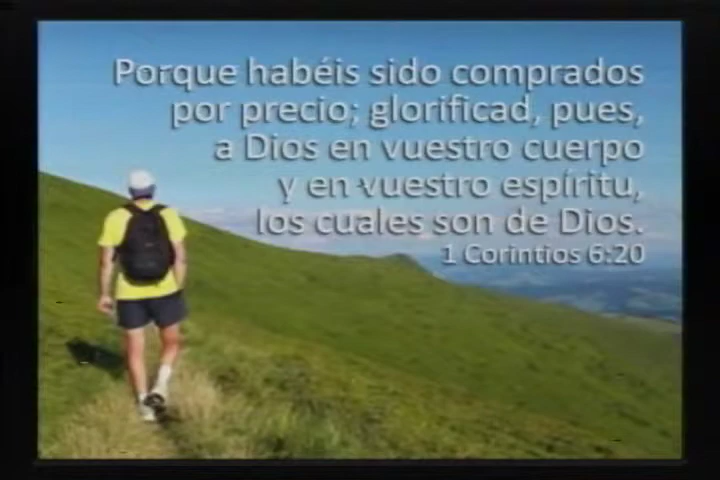 Porque habéis sido comprados
por precio; glorificad, pues,
a Dios en vuestro cuerpo
y en vuestro espíritu,
los cuales son de Dios.
1 Corintios 6:20